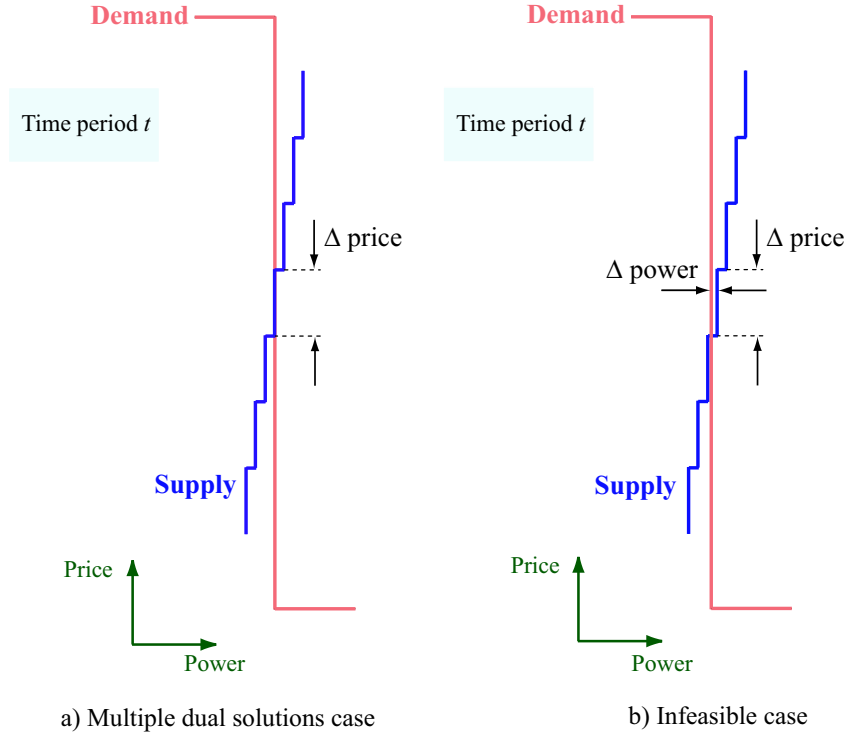 Demand
Time period t
Δ price
Supply
Price
Power
a) Multiple dual solutions case
Demand
Time period t
Δ price
Δ power
Supply
Price
Power
b) Infeasible case